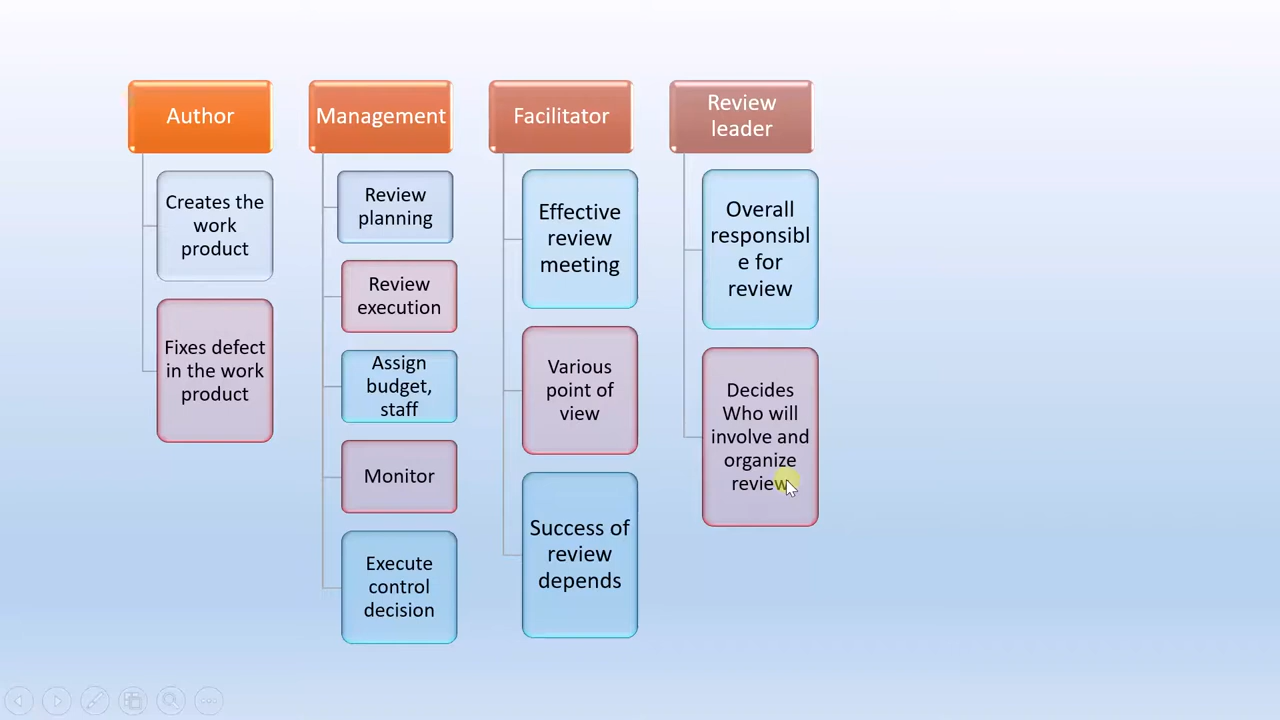 Author
Creates the
work
product
Fixes defect
in the work
product
Management
Review
planning
Review
execution
Assign
budget,
staff
Monitor
Execute
control
decision
Facilitator
Effective
review
meeting
Various
point of
view
Success of
review
depends
Review
leader
Overall
responsibl
e for
review
Decides
Who will
involve and
organize
review